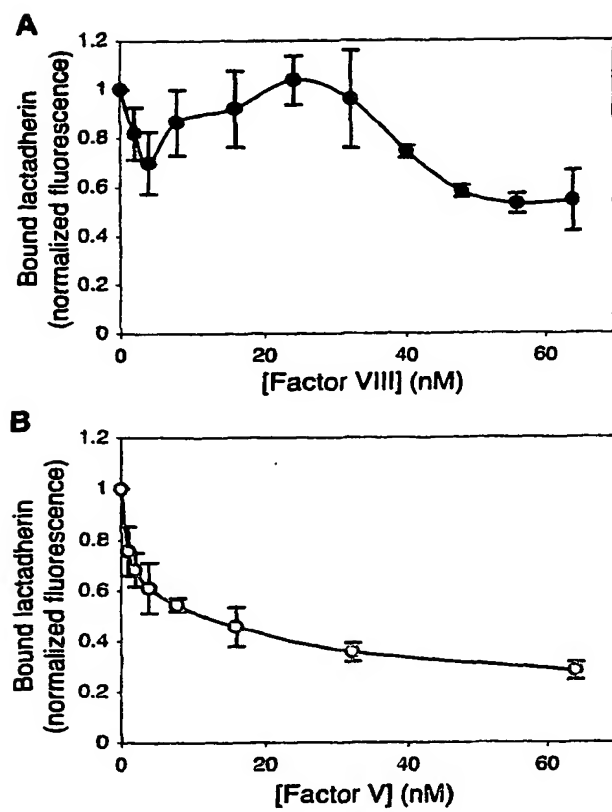 A
Bound lactadherin
(normalized fluorescence)
1.2
1
0.8
0.6
0.4
0.2
0
0 20 40 60
[Factor VIII] (nM)
B
Bound lactadherin
(normalized fluorescence)
1.2
1
0.8
0.6
0.4
0.2
0
0 20 40 60
[Factor V] (nM)